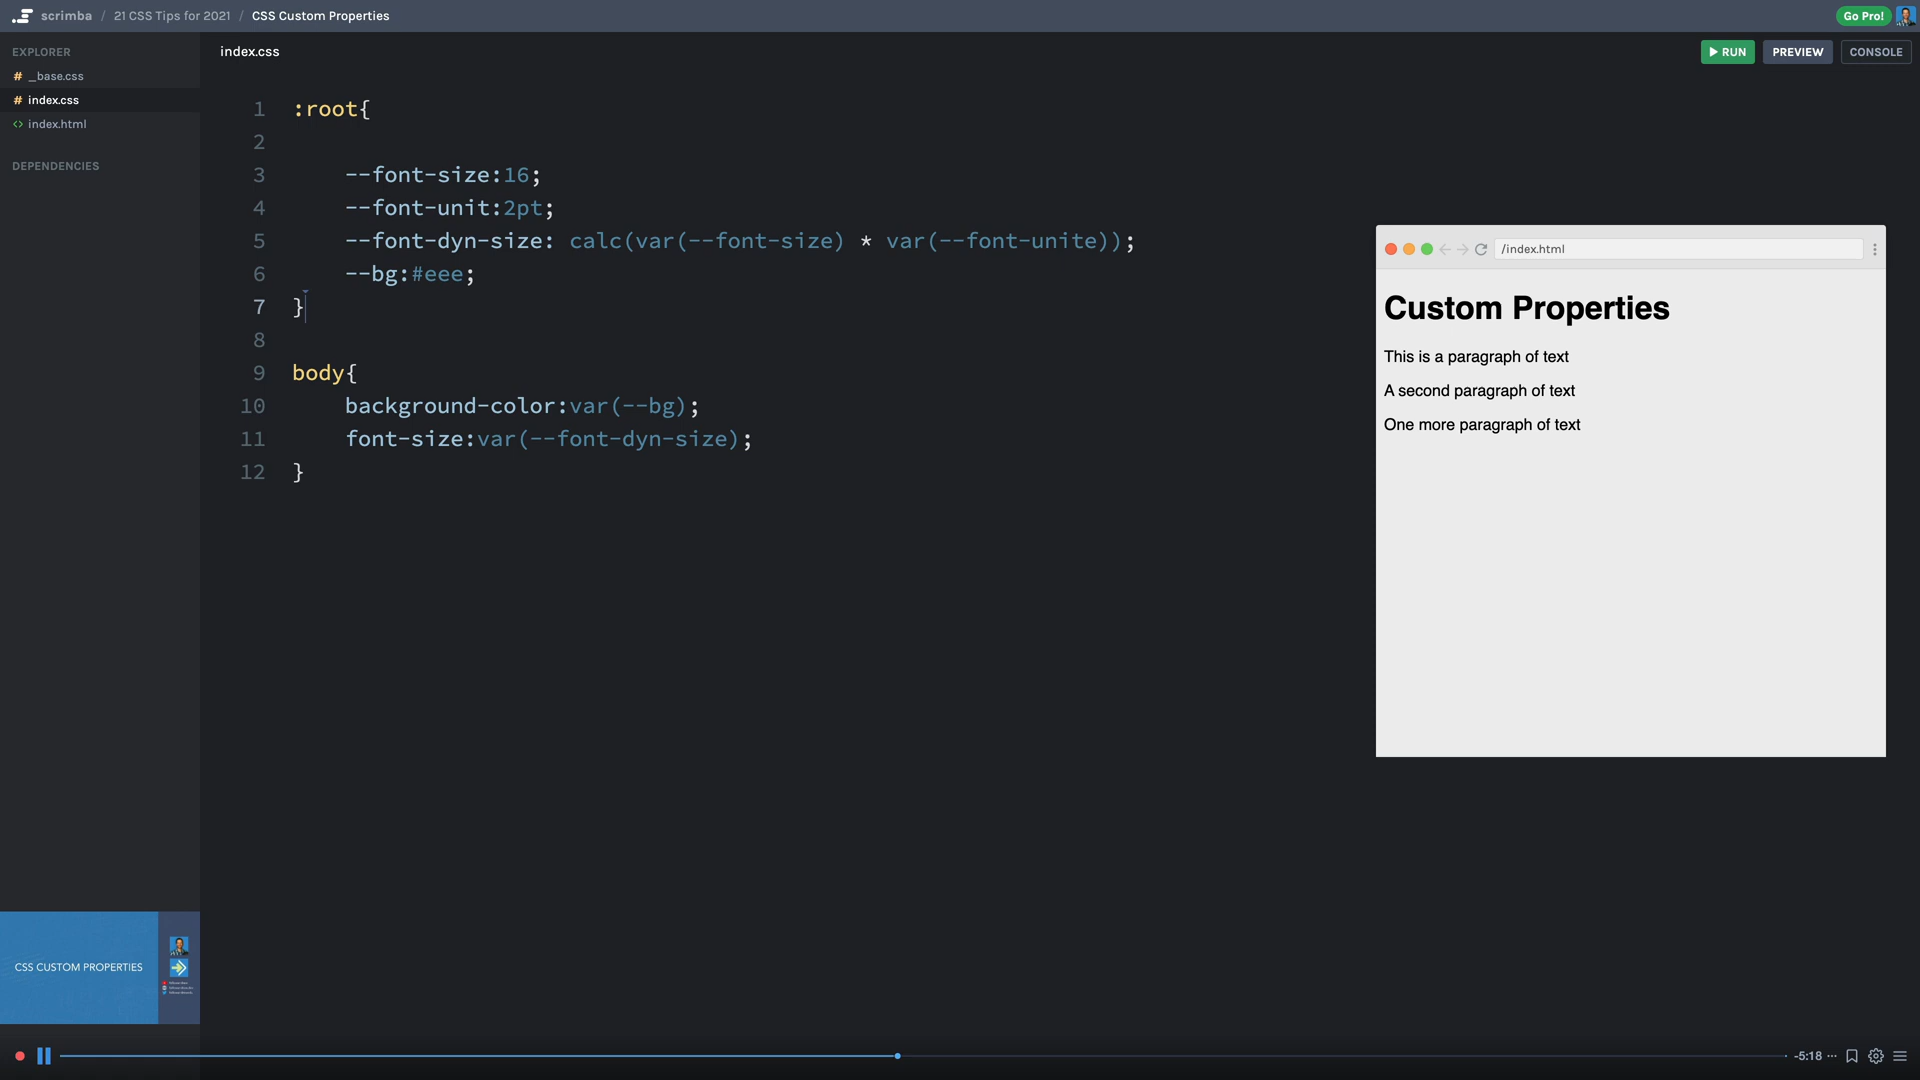 scrimba / 21 CSS Tips for 2021 / CSS Custom Properties
Go Pro!
EXPLORER
# _base.css
# index.css
<> index.html
DEPENDENCIES
index.css
RUN
PREVIEW
CONSOLE
1 :root{
2
3 --font-size:16;
4 --font-unit:2pt;
5 --font-dyn-size: calc(var(--font-size) * var(--font-unite));
6 --bg:#eee;
7 }
8
9 body{
10 background-color:var(--bg);
11 font-size:var(--font-dyn-size);
12 }
/index.html
Custom Properties
This is a paragraph of text
A second paragraph of text
One more paragraph of text
CSS CUSTOM PROPERTIES
-5:18